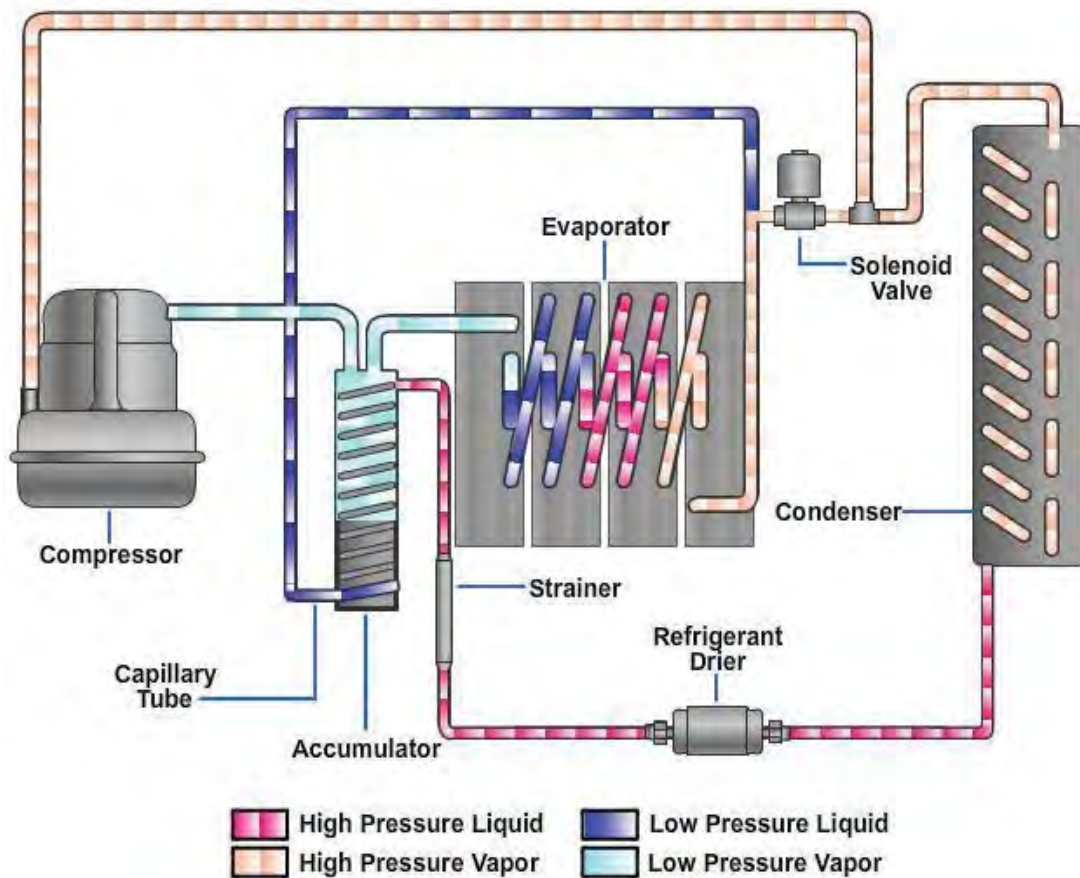 Evaporator
Solenoid
Valve
Condenser
Compressor
Strainer
Refrigerant
Drier
Capillary
Tube
Accumulator
High Pressure Liquid
Low Pressure Liquid
High Pressure Vapor
Low Pressure Vapor